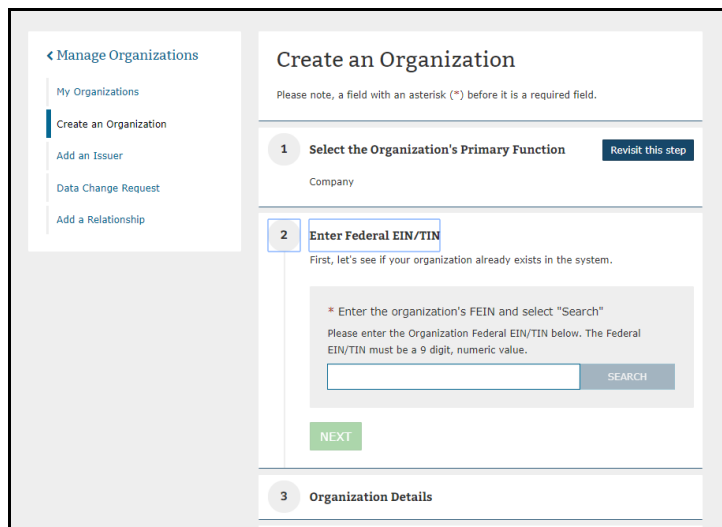 Manage Organizations
My Organizations
Create an Organization
Add an Issuer
Data Change Request
Add a Relationship
Create an Organization
Please note, a field with an asterisk (*) before it is a required field.
1 Select the Organization's Primary Function Revisit this step
Company
2 Enter Federal EIN/TIN
First, let's see if your organization already exists in the system.
* Enter the organization's FEIN and select "Search"
Please enter the Organization Federal EIN/TIN below. The Federal
EIN/TIN must be a 9 digit, numeric value.
SEARCH
NEXT
3 Organization Details